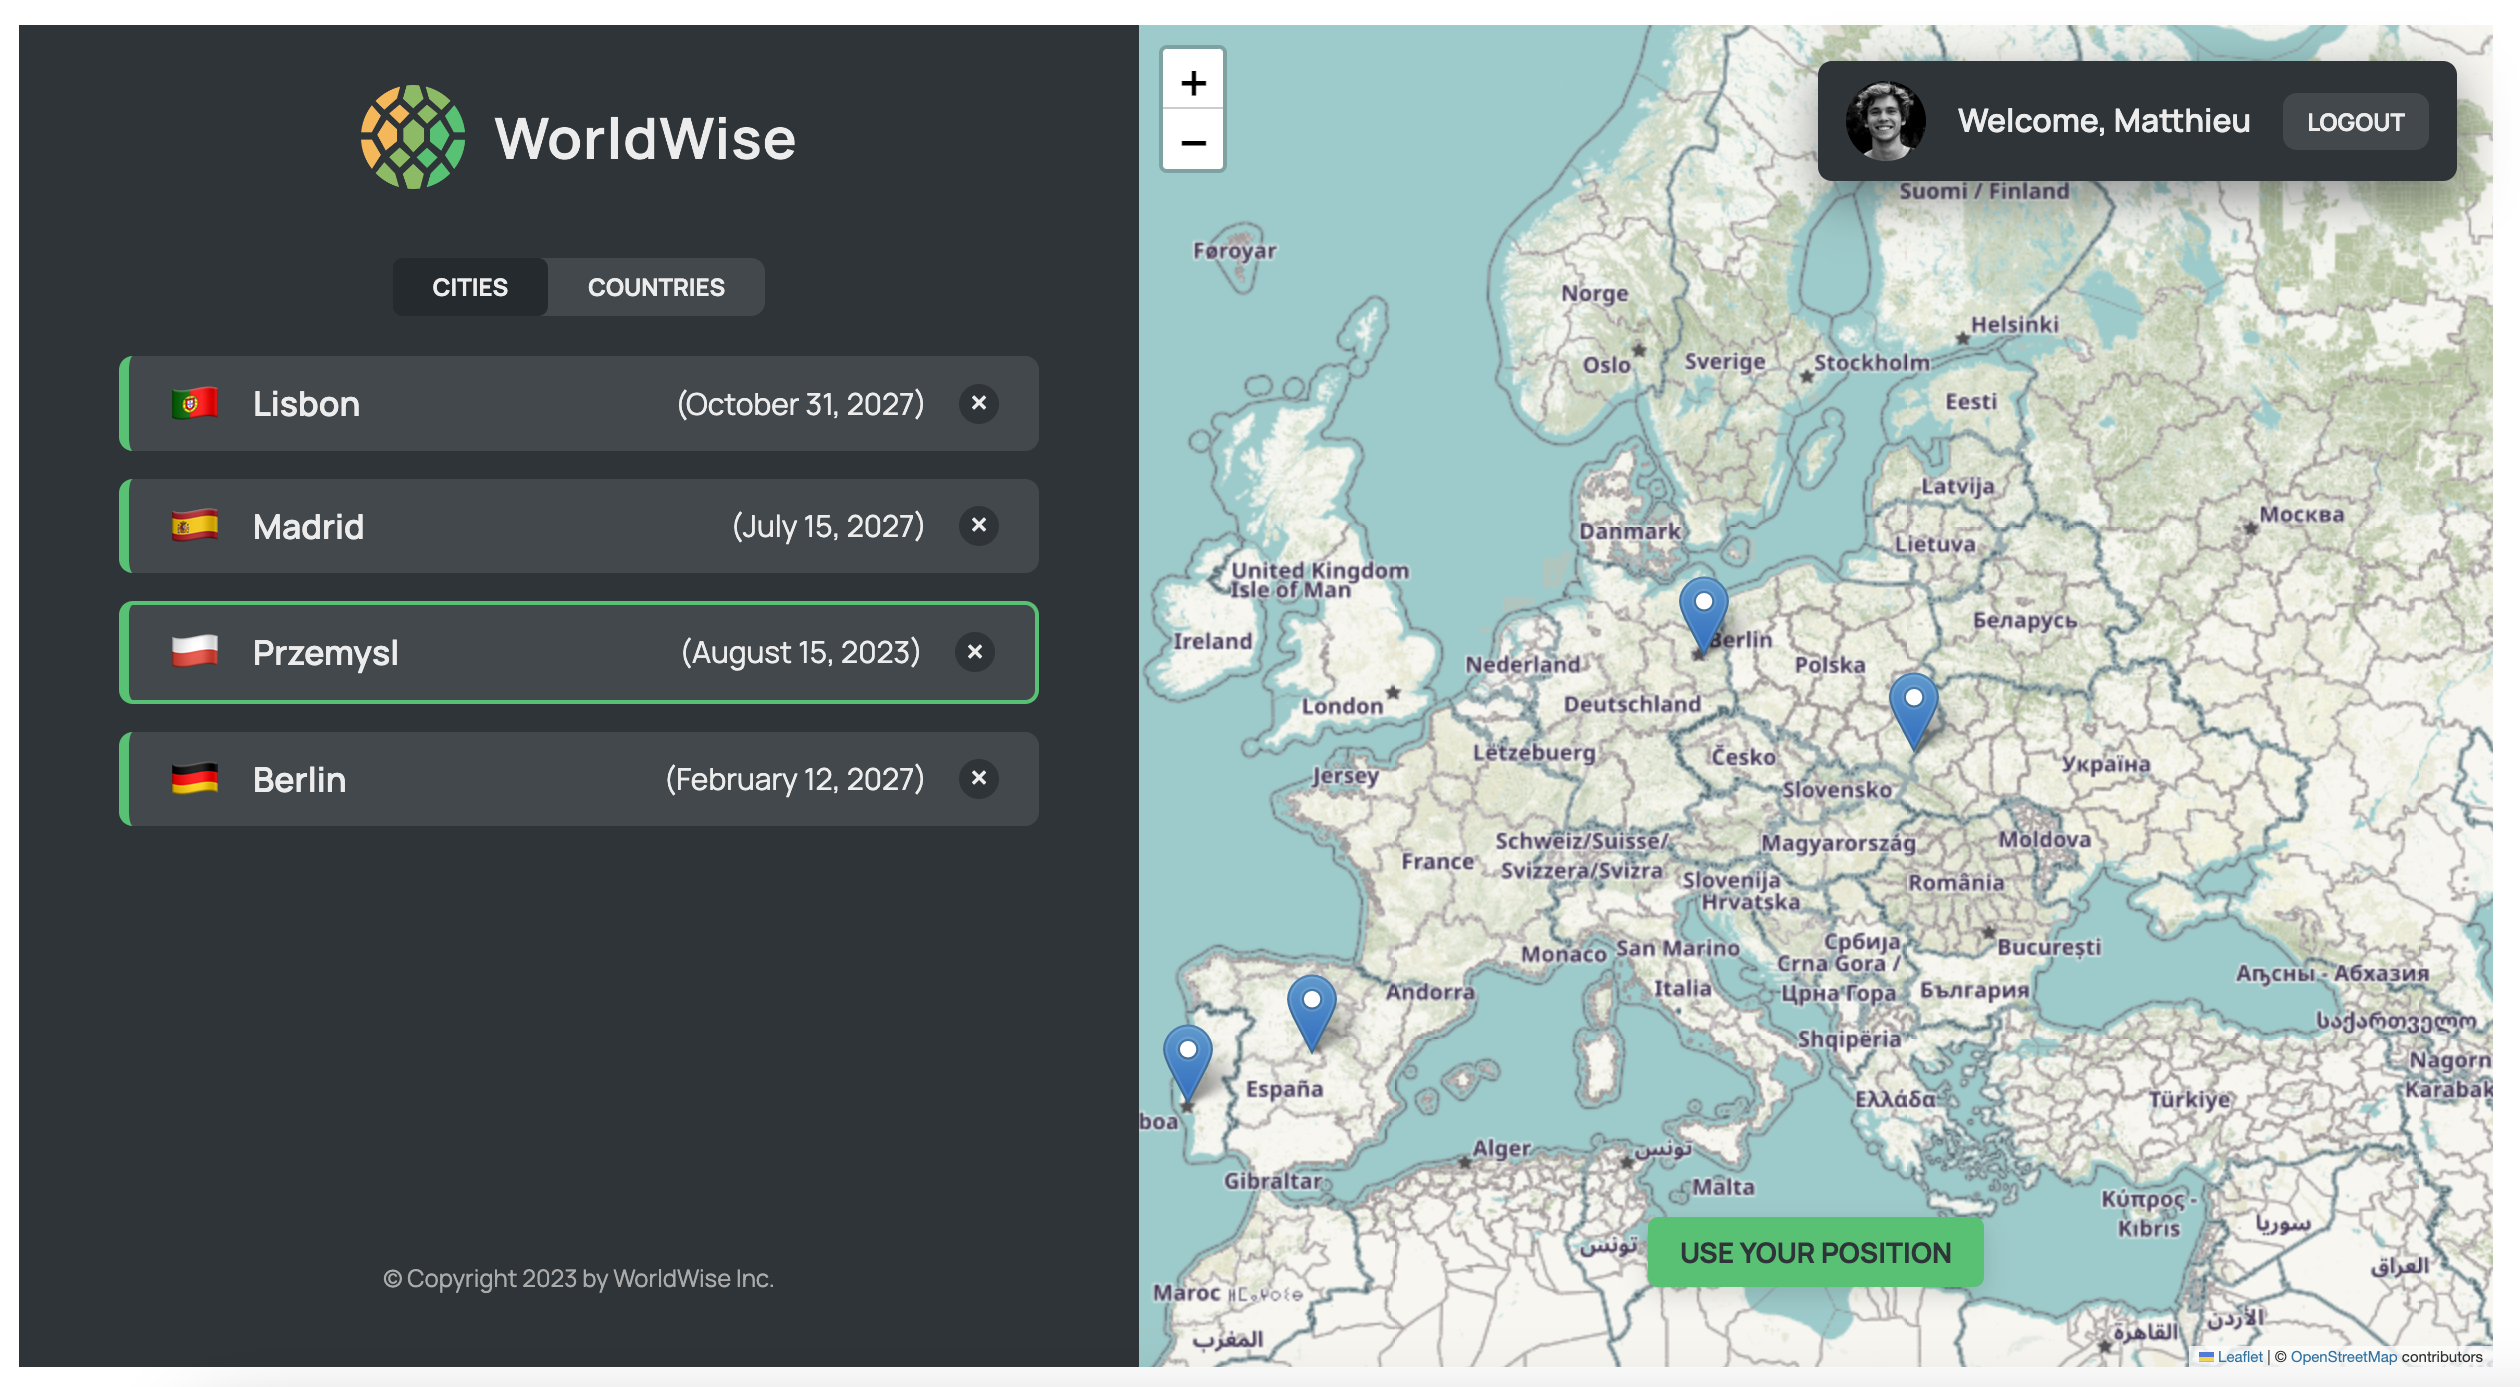 WorldWise
CITIES
COUNTRIES
Lisbon
(October 31, 2027)
×
Madrid
(July 15, 2027)
×
Przemysl
(August 15, 2023)
×
Berlin
(February 12, 2027)
×
© Copyright 2023 by WorldWise Inc.
+
−
Welcome, Matthieu
LOGOUT
Suomi / Finland
Føroyar
Norge
Helsinki
Oslo
Sverige
Stockholm
Eesti
Latvija
Москва
Danmark
Lietuva
United Kingdom
Isle of Man
Беларусь
Ireland
Berlin
Nederland
Polska
London
Deutschland
Lëtzebuerg
Česko
Україна
Jersey
Slovensko
Schweiz/Suisse/
Svizzera/Svizra
France
Magyarország
Moldova
Slovenija
România
Hrvatska
Monaco
San Marino
Србија
București
Crna Gora /
Црна Гора
Аҧсны - Абхазия
Andorra
Italia
България
საქართველო
Shqipëria
Nagorn
Karabak
España
Ελλάδα
Türkiye
boa
Alger
تونس
Gibraltar
Malta
Κύπρος -
Kıbrıs
سوريا
تونس
USE YOUR POSITION
العراق
Maroc ⵍⵎⵖⵔⵉⴱ
المغرب
الأردن
القاهرة
Leaflet | © OpenStreetMap contributors